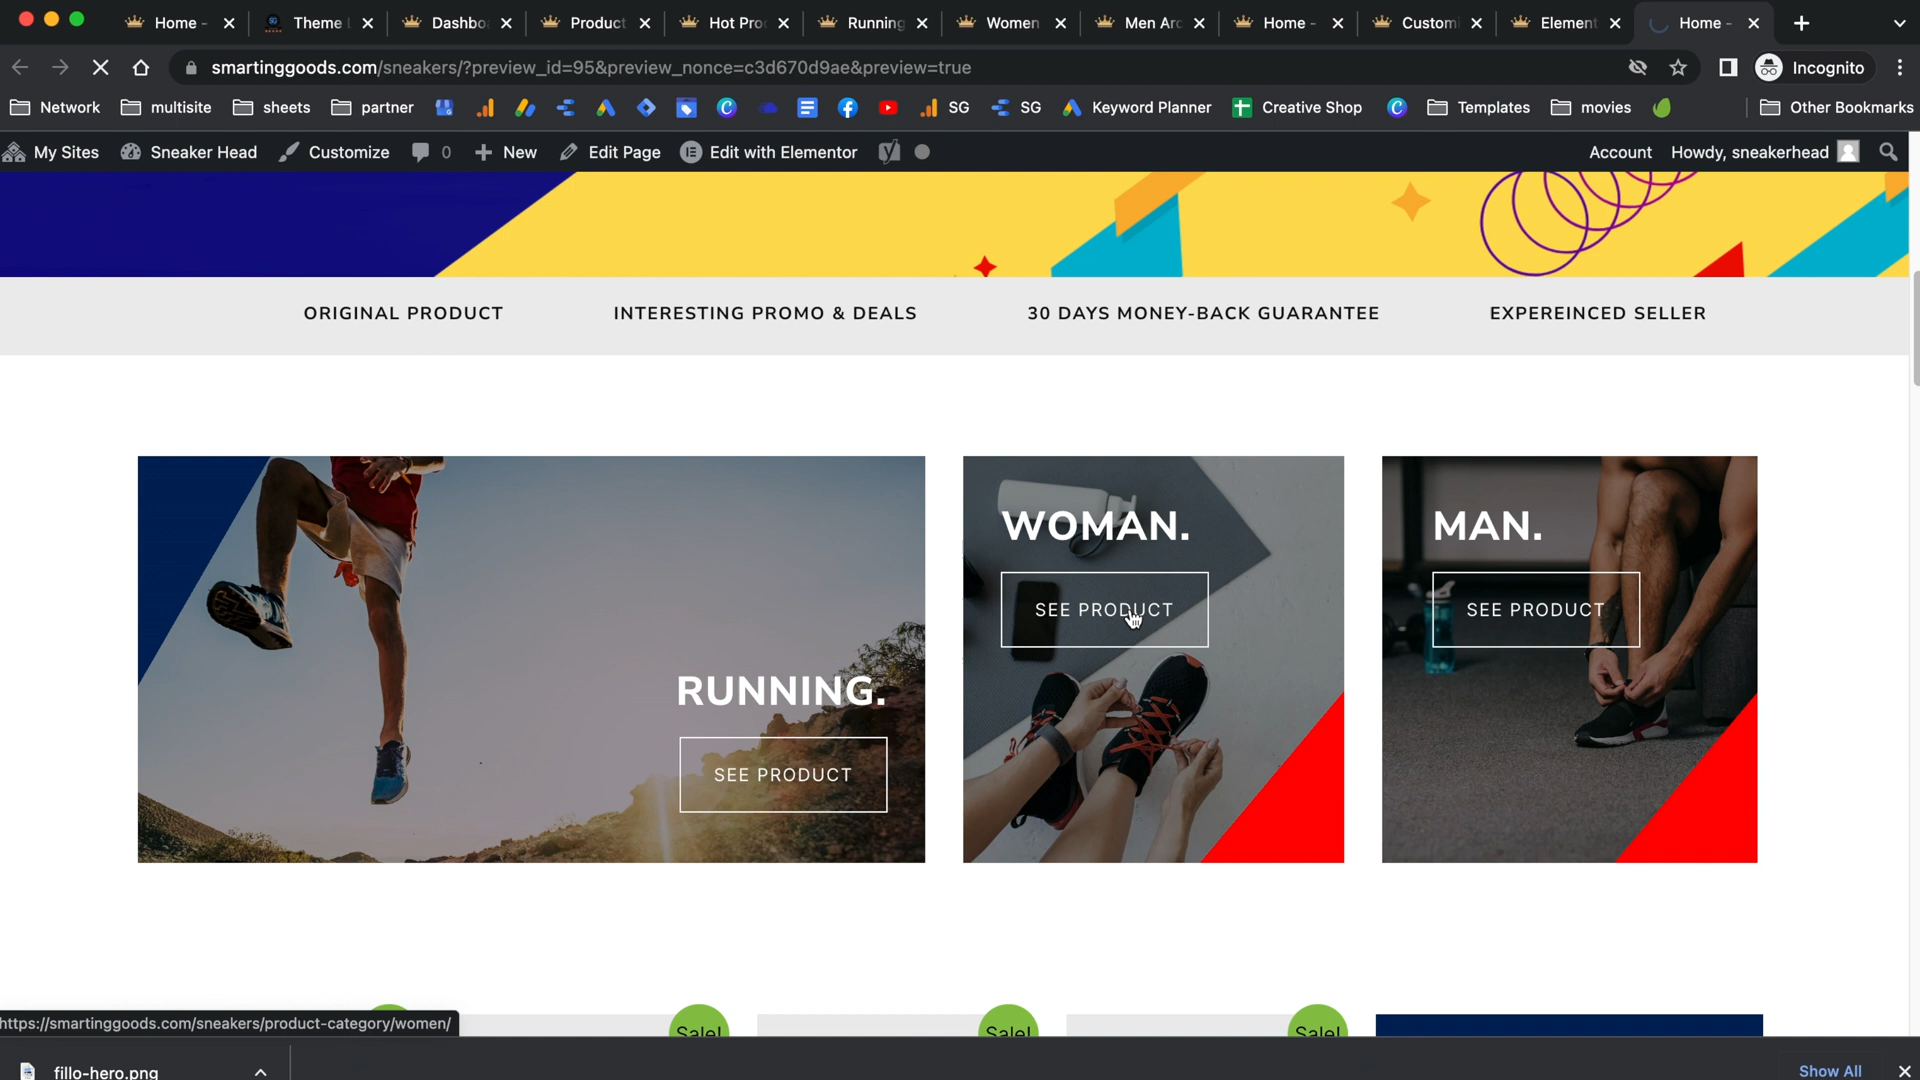 Home -
Theme
Dashbo
Product
Hot Pro
Running
Women
Men Arc
Home -
Customi
Element
Home -
smartinggoods.com/sneakers/?preview_id=95&preview_nonce=c3d670d9ae&preview=true
Incognito
Network
multisite
sheets
partner
SG
SG
Keyword Planner
Creative Shop
Templates
movies
Other Bookmarks
My Sites
Sneaker Head
Customize
0
New
Edit Page
Edit with Elementor
Account
Howdy, sneakerhead
ORIGINAL PRODUCT
INTERESTING PROMO & DEALS
30 DAYS MONEY-BACK GUARANTEE
EXPEREINCED SELLER
WOMAN.
SEE PRODUCT
MAN.
SEE PRODUCT
RUNNING.
SEE PRODUCT
Sale!
Sale!
Sale!
https://smartinggoods.com/sneakers/product-category/women/
fillo-hero.png
Show All